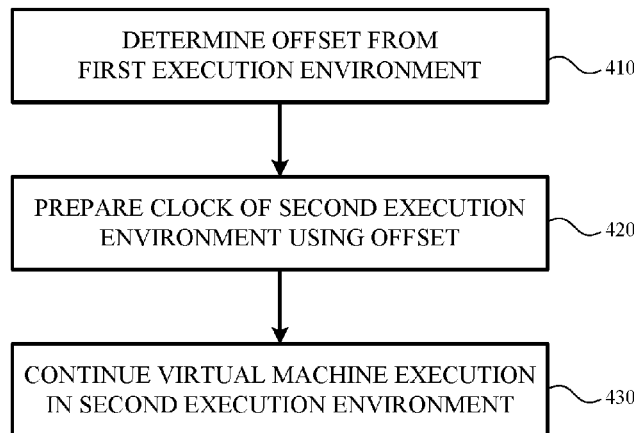 DETERMINE OFFSET FROM
FIRST EXECUTION ENVIRONMENT
410
PREPARE CLOCK OF SECOND EXECUTION
ENVIRONMENT USING OFFSET
420
CONTINUE VIRTUAL MACHINE EXECUTION
IN SECOND EXECUTION ENVIRONMENT
430